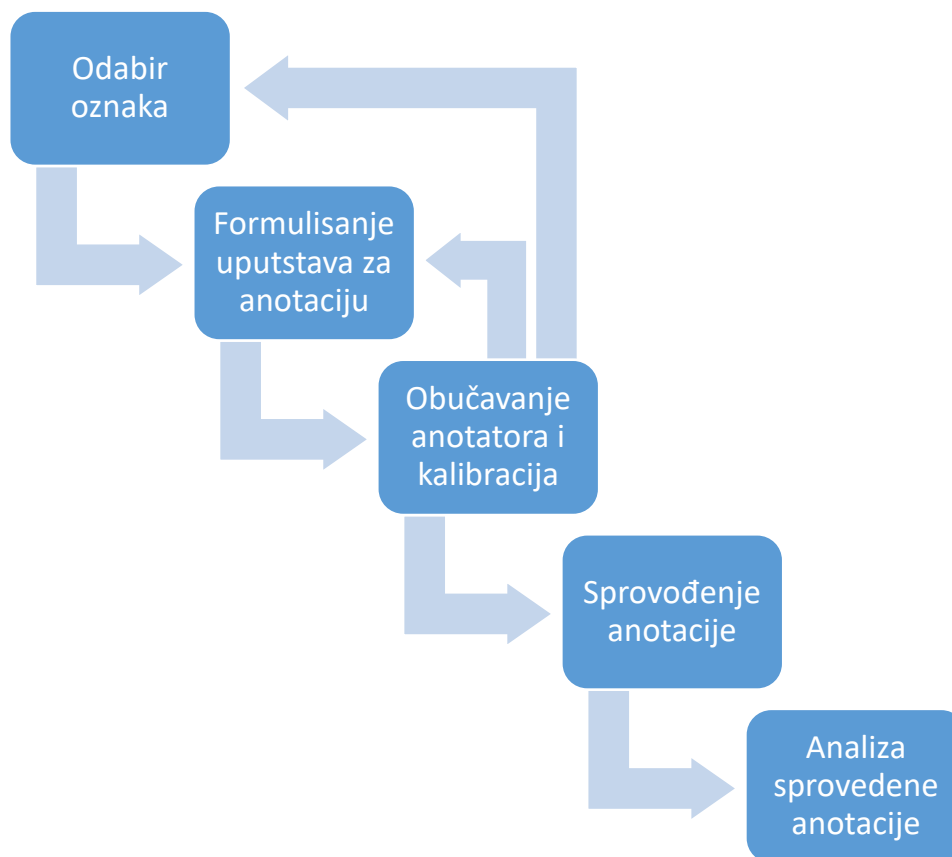 Odabir
oznaka
Formulisanje
uputstava za
anotaciju
Obučavanje
anotatora i
kalibracija
Sprovođenje
anotacije
Analiza
sprovedene
anotacije